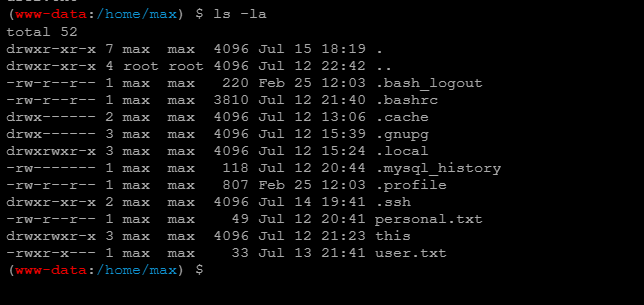 (www-data:/home/max) $ ls -la
total 52
drwxr-xr-x 7 max  max  4096 Jul 15 18:19 .
drwxr-xr-x 4 root root 4096 Jul 12 22:42 ..
-rw-r--r-- 1 max  max   220 Feb 25 12:03 .bash_logout
-rw-r--r-- 1 max  max  3810 Jul 12 21:40 .bashrc
drwx------ 2 max  max  4096 Jul 12 13:06 .cache
drwx------ 3 max  max  4096 Jul 12 15:39 .gnupg
drwxrwxr-x 3 max  max  4096 Jul 12 15:24 .local
-rw------- 1 max  max   118 Jul 12 20:44 .mysql_history
-rw-r--r-- 1 max  max   807 Feb 25 12:03 .profile
drwxr-xr-x 2 max  max  4096 Jul 14 19:41 .ssh
-rw-r--r-- 1 max  max    49 Jul 12 20:41 personal.txt
drwxrwxr-x 3 max  max  4096 Jul 12 21:23 this
-rwxr-x--- 1 max  max    33 Jul 13 21:41 user.txt
(www-data:/home/max) $